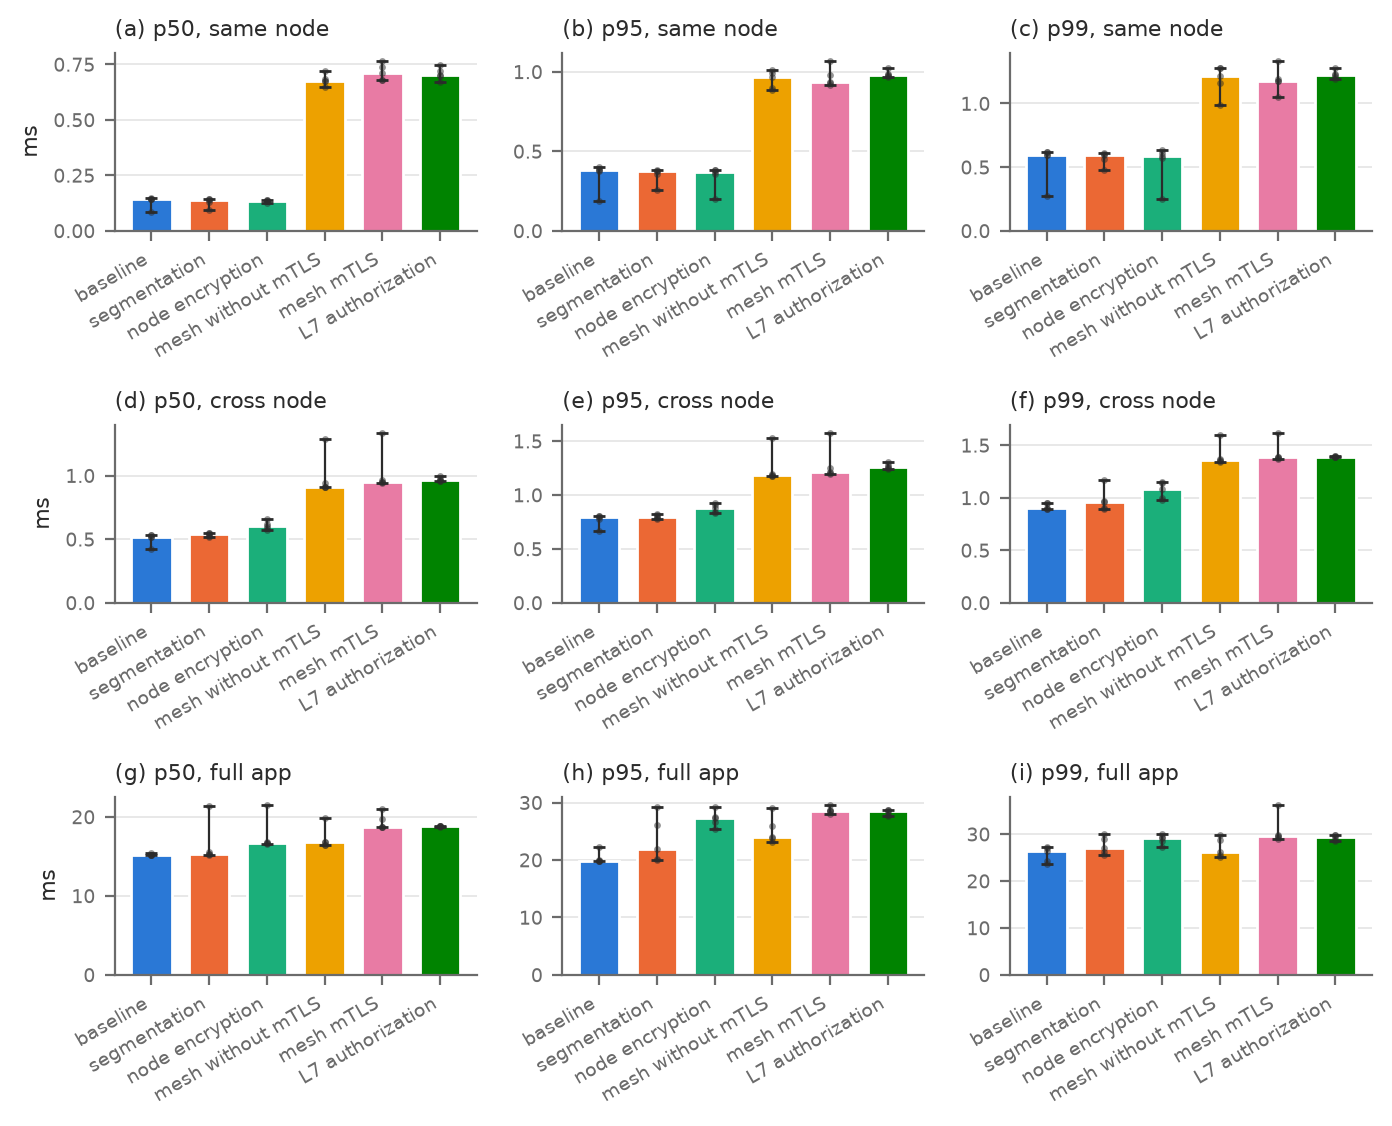 (a) p50, same node
ms
0.75
0.50
0.25
0.00
baseline
segmentation
node encryption
mesh without mTLS
mesh mTLS
L7 authorization
(b) p95, same node
1.0
0.5
0.0
baseline
segmentation
node encryption
mesh without mTLS
mesh mTLS
L7 authorization
(c) p99, same node
1.0
0.5
0.0
baseline
segmentation
node encryption
mesh without mTLS
mesh mTLS
L7 authorization
(d) p50, cross node
ms
1.0
0.5
0.0
baseline
segmentation
node encryption
mesh without mTLS
mesh mTLS
L7 authorization
(e) p95, cross node
1.5
1.0
0.5
0.0
baseline
segmentation
node encryption
mesh without mTLS
mesh mTLS
L7 authorization
(f) p99, cross node
1.5
1.0
0.5
0.0
baseline
segmentation
node encryption
mesh without mTLS
mesh mTLS
L7 authorization
(g) p50, full app
ms
20
10
0
baseline
segmentation
node encryption
mesh without mTLS
mesh mTLS
L7 authorization
(h) p95, full app
30
20
10
0
baseline
segmentation
node encryption
mesh without mTLS
mesh mTLS
L7 authorization
(i) p99, full app
30
20
10
0
baseline
segmentation
node encryption
mesh without mTLS
mesh mTLS
L7 authorization